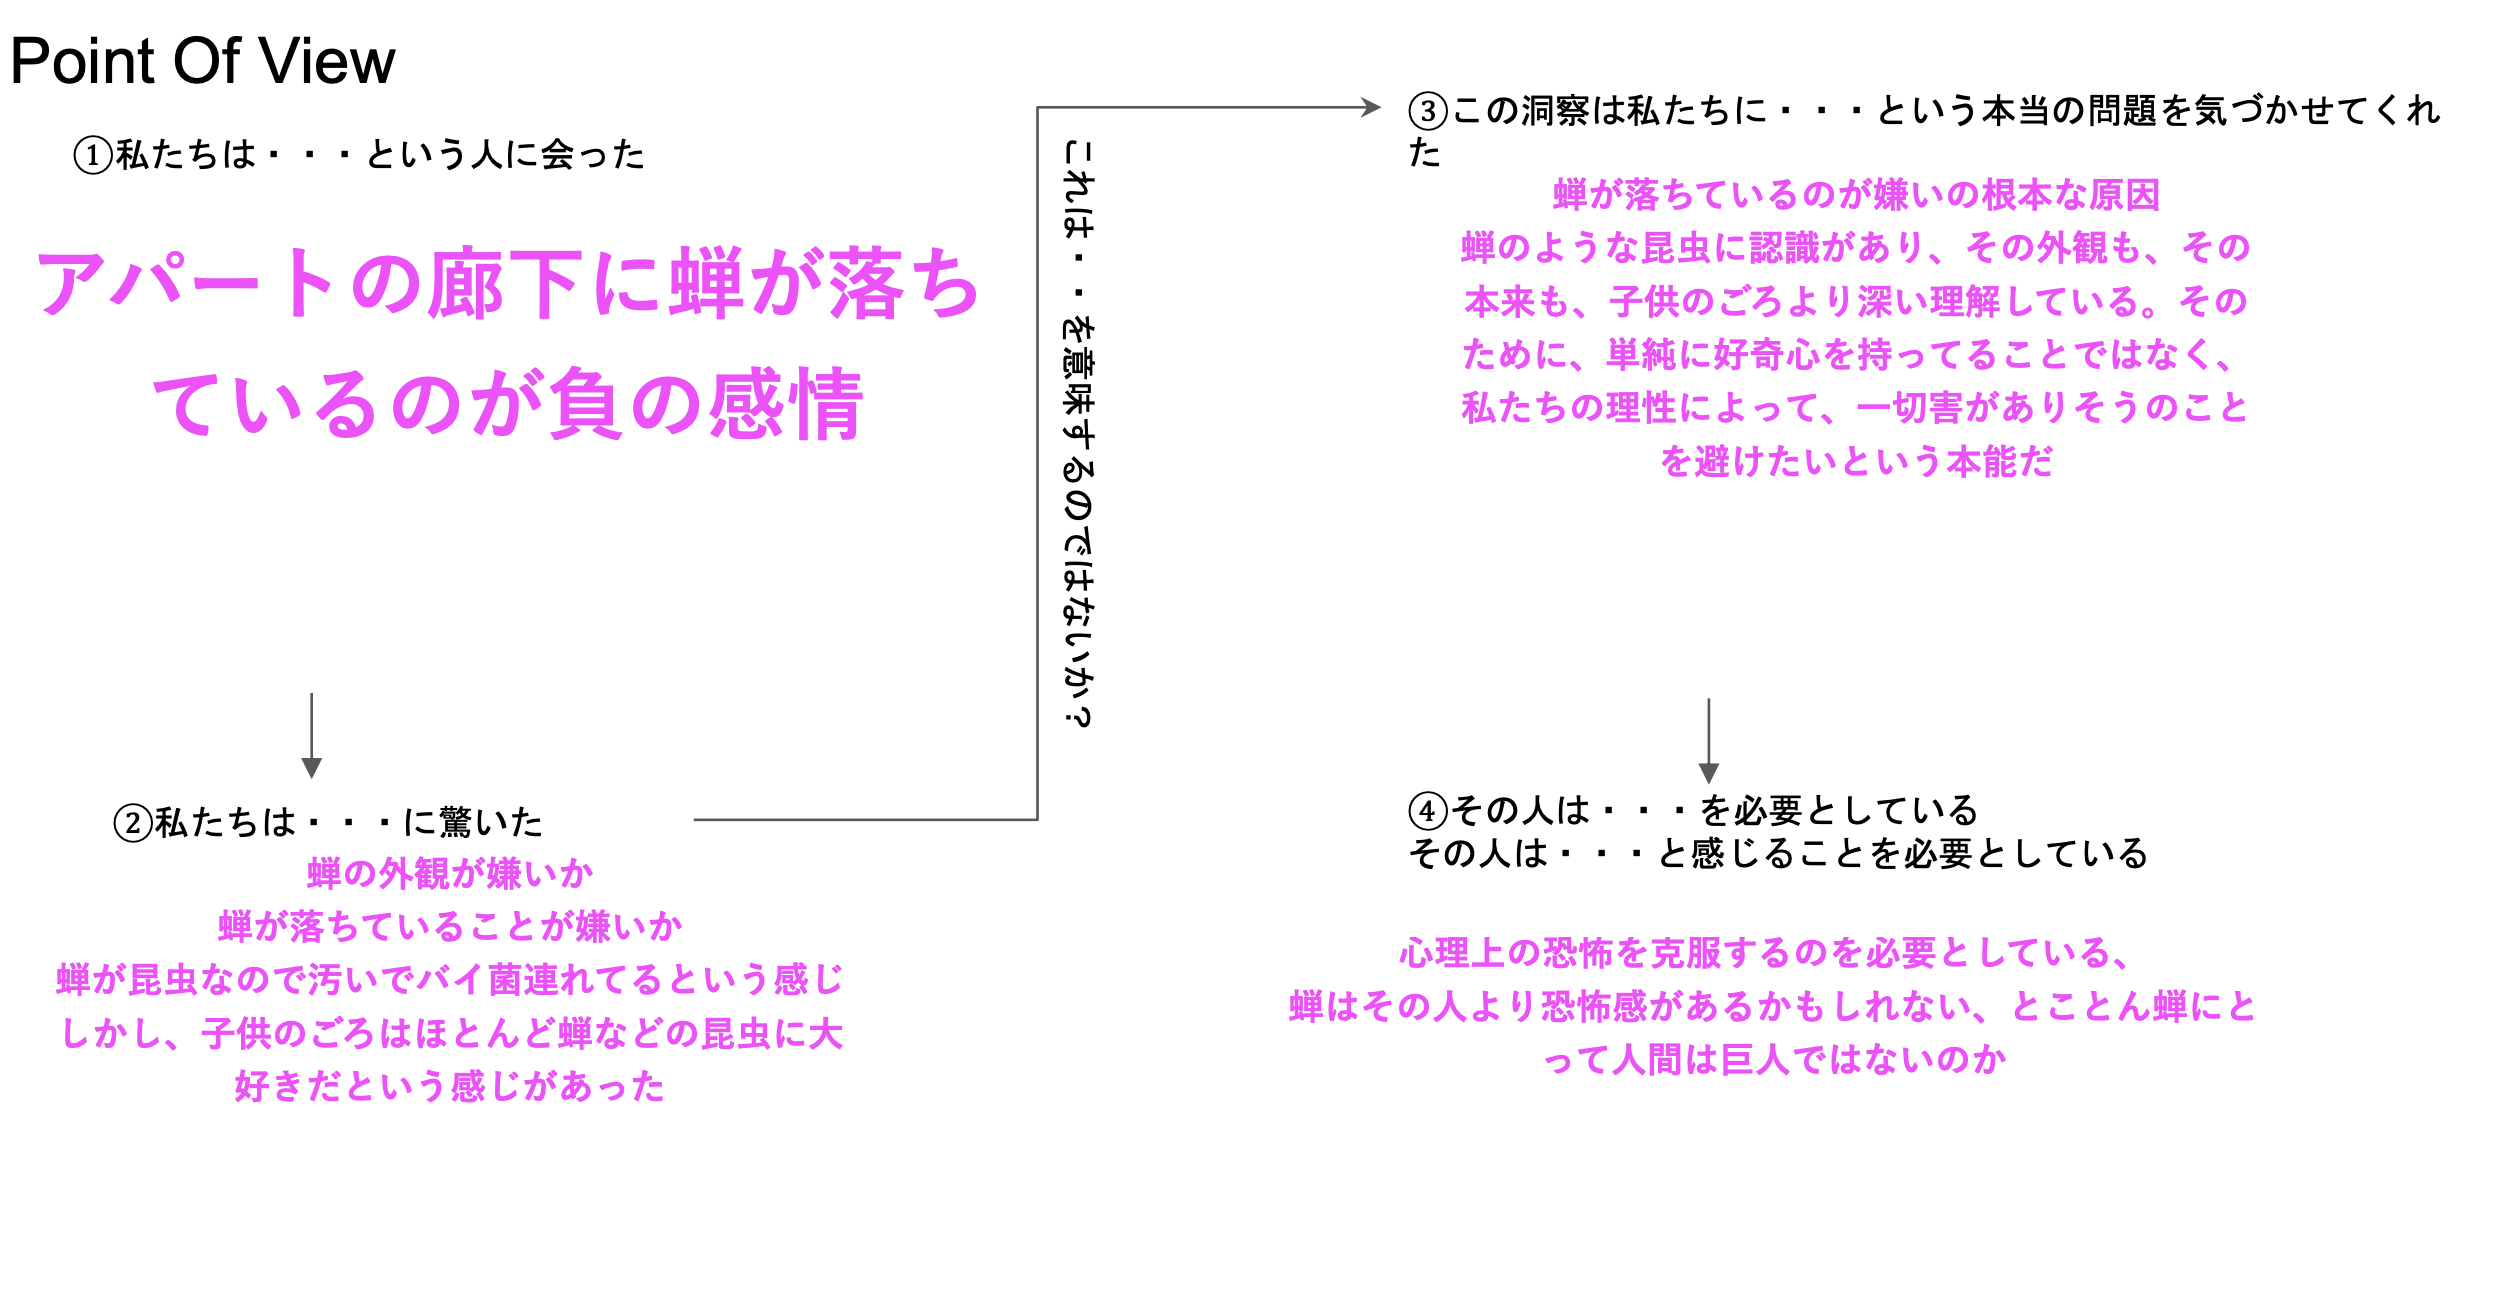 Point Of View
①私たちは・・・という人に会った
アパートの廊下に蝉が落ち
ているのが負の感情
②私たちは・・・に驚いた
蝉の外観が嫌いか
蝉が落ちていることが嫌いか
蝉が昆虫なので汚いでバイ菌連れてるという感じ
しかし、子供のごろはほとんど蝉などの昆虫に大
好きだという感じがあった
これは・・・を意味するのではないか？
③この洞察は私たちに・・・という本当の問題を気づかせてくれ
た
蝉が落ちているのが嫌いの根本な原因
蝉のような昆虫に認識があり、その外観も、その
本来も、子供のころより深い理解している。その
ために、単純に好奇心を持ってることではなく、
私たちの理性によって、一切害がありそうのこと
を避けたいという本能だ
④その人は・・・を必要としている
その人は・・・と感じることを必要としている
心理上の恐怖を克服するのを必要としている、
蝉はその人より恐怖感があるかもしれない、とことん蝉にと
って人間は巨人ではないのか